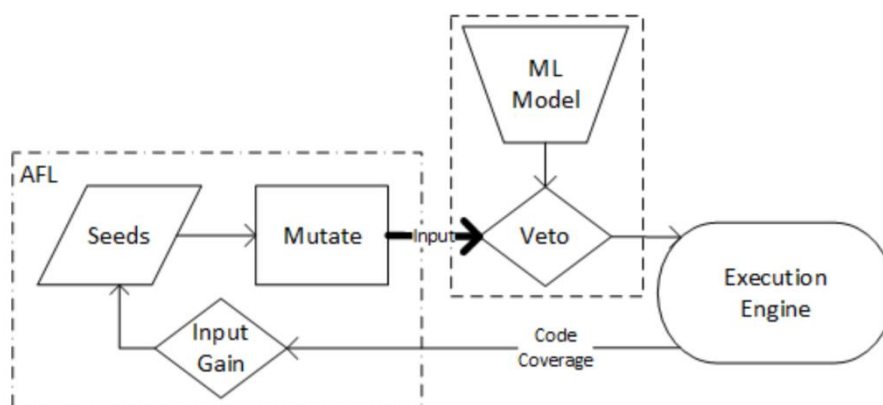 ML
Model
AFL
Seeds
Mutate
Input
Veto
Execution
Engine
Input
Gain
Code
Coverage